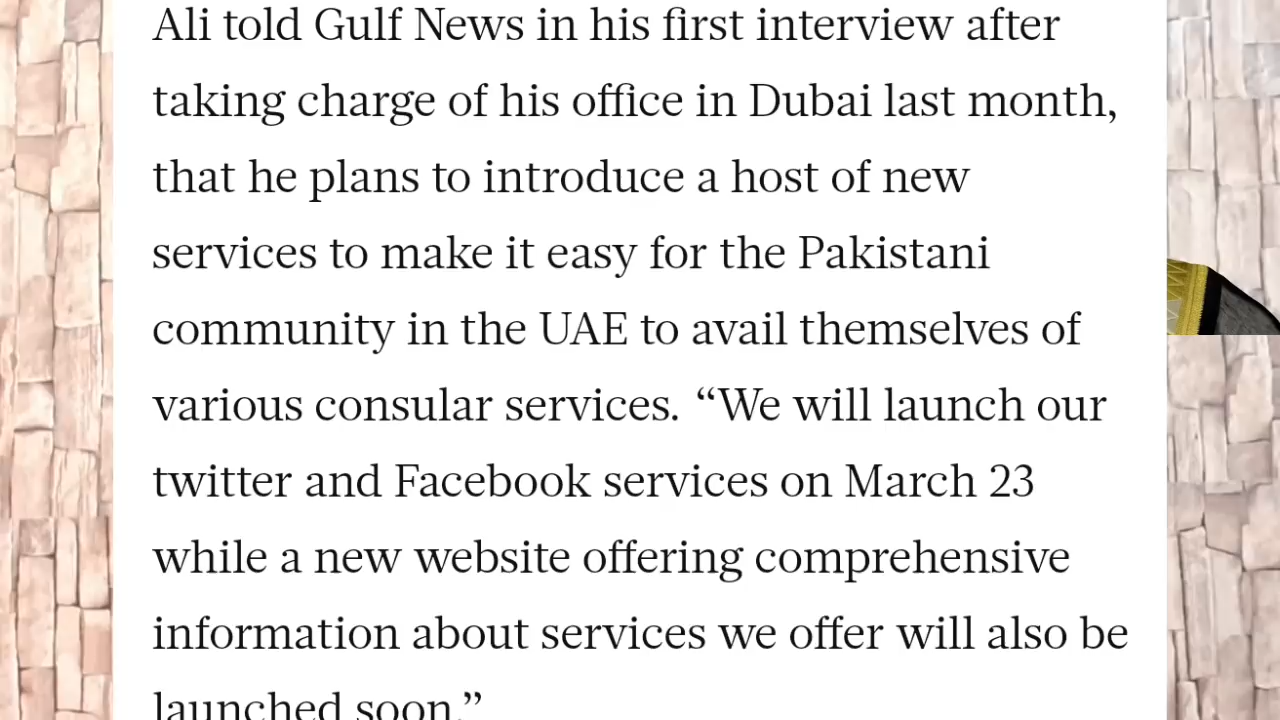 Ali told Gulf News in his first interview after
taking charge of his office in Dubai last month,
that he plans to introduce a host of new
services to make it easy for the Pakistani
community in the UAE to avail themselves of
various consular services. “We will launch our
twitter and Facebook services on March 23
while a new website offering comprehensive
information about services we offer will also be
launched soon.”